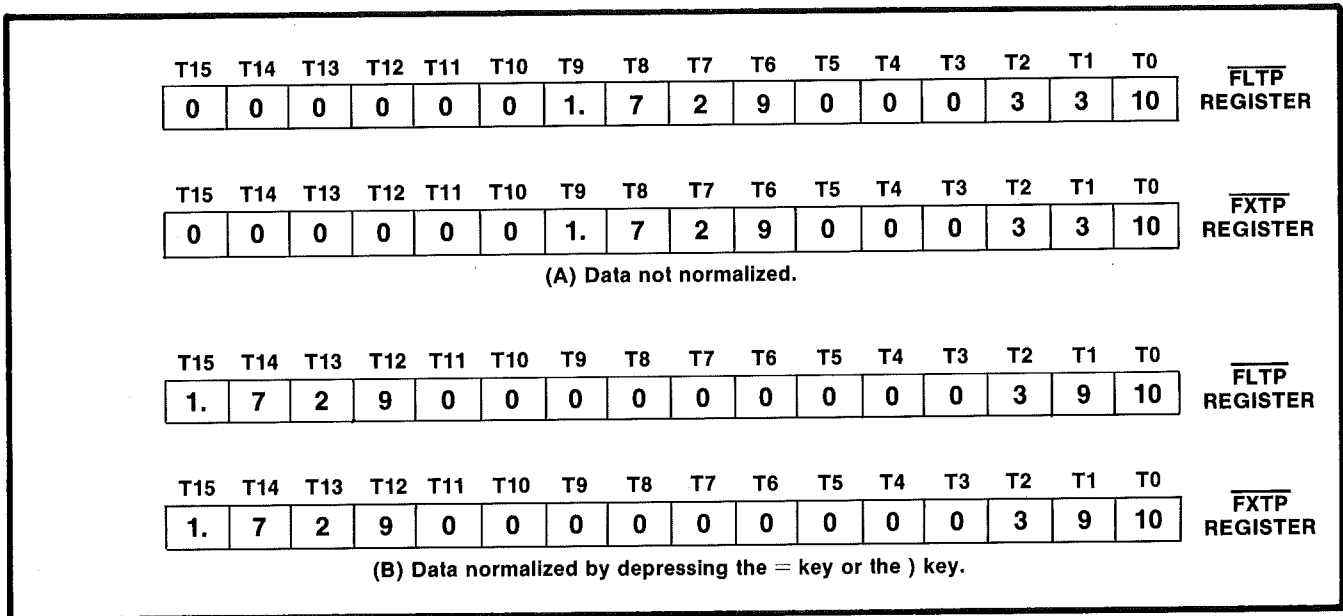 T15 T14 T13 T12 T11 T10 T9 T8 T7 T6 T5 T4 T3 T2 T1 T0 FLTP
0 0 0 0 0 0 1. 7 2 9 0 0 0 3 3 10 REGISTER
T15 T14 T13 T12 T11 T10 T9 T8 T7 T6 T5 T4 T3 T2 T1 T0 FXTP
0 0 0 0 0 0 1. 7 2 9 0 0 0 3 3 10 REGISTER
(A) Data not normalized.
T15 T14 T13 T12 T11 T10 T9 T8 T7 T6 T5 T4 T3 T2 T1 T0 FLTP
1. 7 2 9 0 0 0 0 0 0 0 0 0 3 9 10 REGISTER
T15 T14 T13 T12 T11 T10 T9 T8 T7 T6 T5 T4 T3 T2 T1 T0 FXTP
1. 7 2 9 0 0 0 0 0 0 0 0 0 3 9 10 REGISTER
(B) Data normalized by depressing the = key or the ) key.